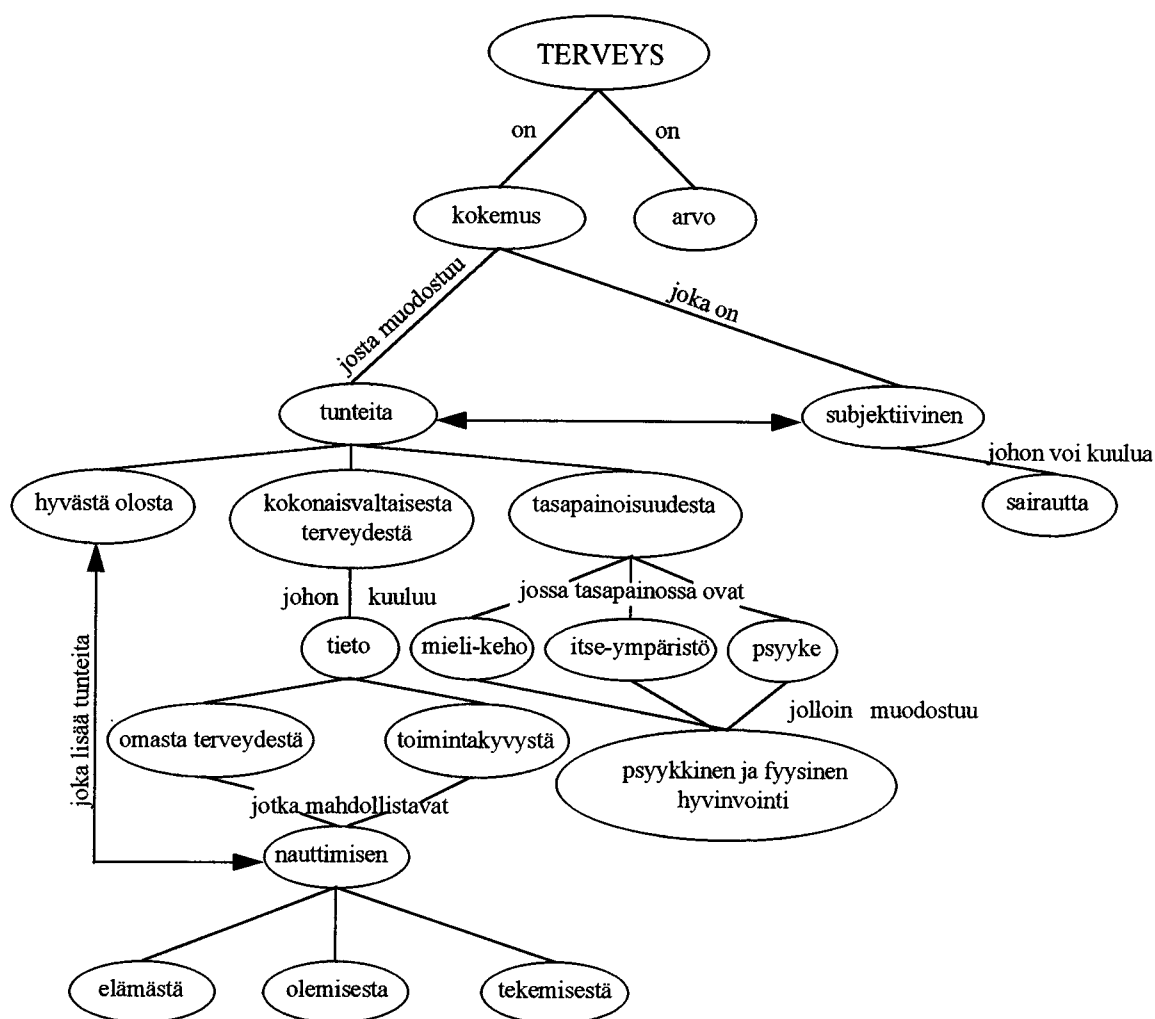 TERVEYS
on
on
kokemus
arvo
josta muodostuu
joka on
tunteita
subjektiivinen
johon voi kuulua
hyvästä olosta
kokonaisvaltaisesta
terveydestä
tasapainoisuudesta
sairautta
johon kuuluu
jossa tasapainossa ovat
tieto
mieli-keho
itse-ympäristö
psyyke
joka lisää tunteita
jolloin muodostuu
omasta terveydestä
toimintakyvystä
psyykkinen ja fyysinen
hyvinvointi
jotka mahdollistavat
nauttimisen
elämästä
olemisesta
tekemisestä